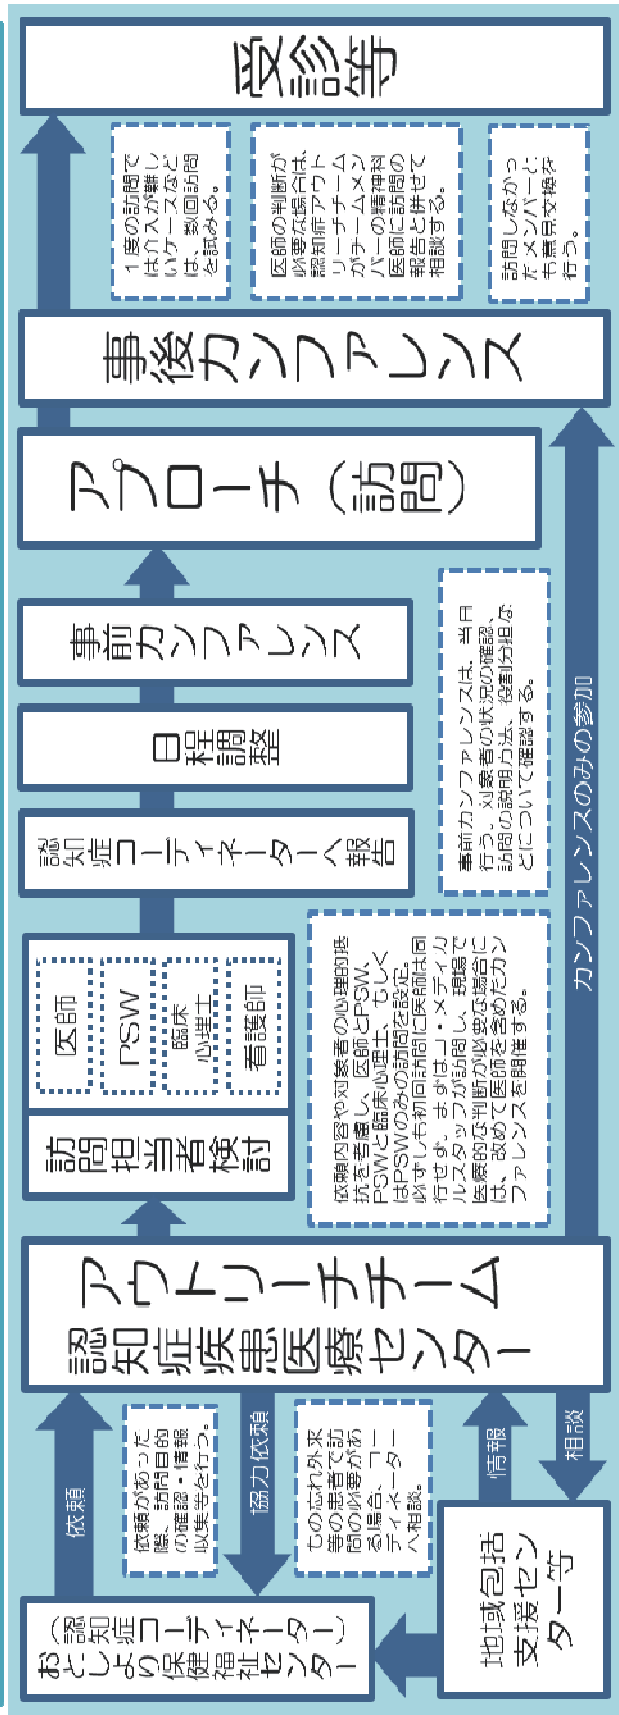 おとしより保健福祉センター
（認知症コーディネーター）
地域包括
支援セン
ター等
依頼
依頼があった
際、訪問目的
の確認・情報
収集等を行う。
協力依頼
もの忘れ外来
等の患者で訪
問の必要があ
る場合、コー
ディネーター
へ相談。
情報
相談
アウトリーチチーム
認知症疾患医療センター
訪問担当者検討
医師
PSW
臨床
心理士
看護師
依頼内容や対象者の心理的抵
抗を考慮し、医師とPSW、
PSWと臨床心理士、もしく
はPSWのみの訪問を設定。
必ずしも初回訪問に医師は同
行せず、まずはコ・メディカ
ルスタッフが訪問し、現場で
医療的な判断が必要な場合に
は、改めて医師を含めたカン
ファレンスを開催する。
認知症コーディネーターへ報告
日程調整
事前カンファレンス
事前カンファレンスは、当日
行う。対象者の状況の確認、
訪問の説明方法、役割分担な
どについて確認する。
アプローチ（訪問）
カンファレンスのみの参加
事後カンファレンス
１度の訪問で
は介入が難し
いケースなど
は、数回訪問
を試みる。
医師の判断が
必要な場合は、
認知症アウト
リーチチーム
がチームメン
バーの精神科
医師に訪問の
報告と併せて
相談する。
訪問しなかっ
たメンバーと
も意見交換を
行う。
受診等